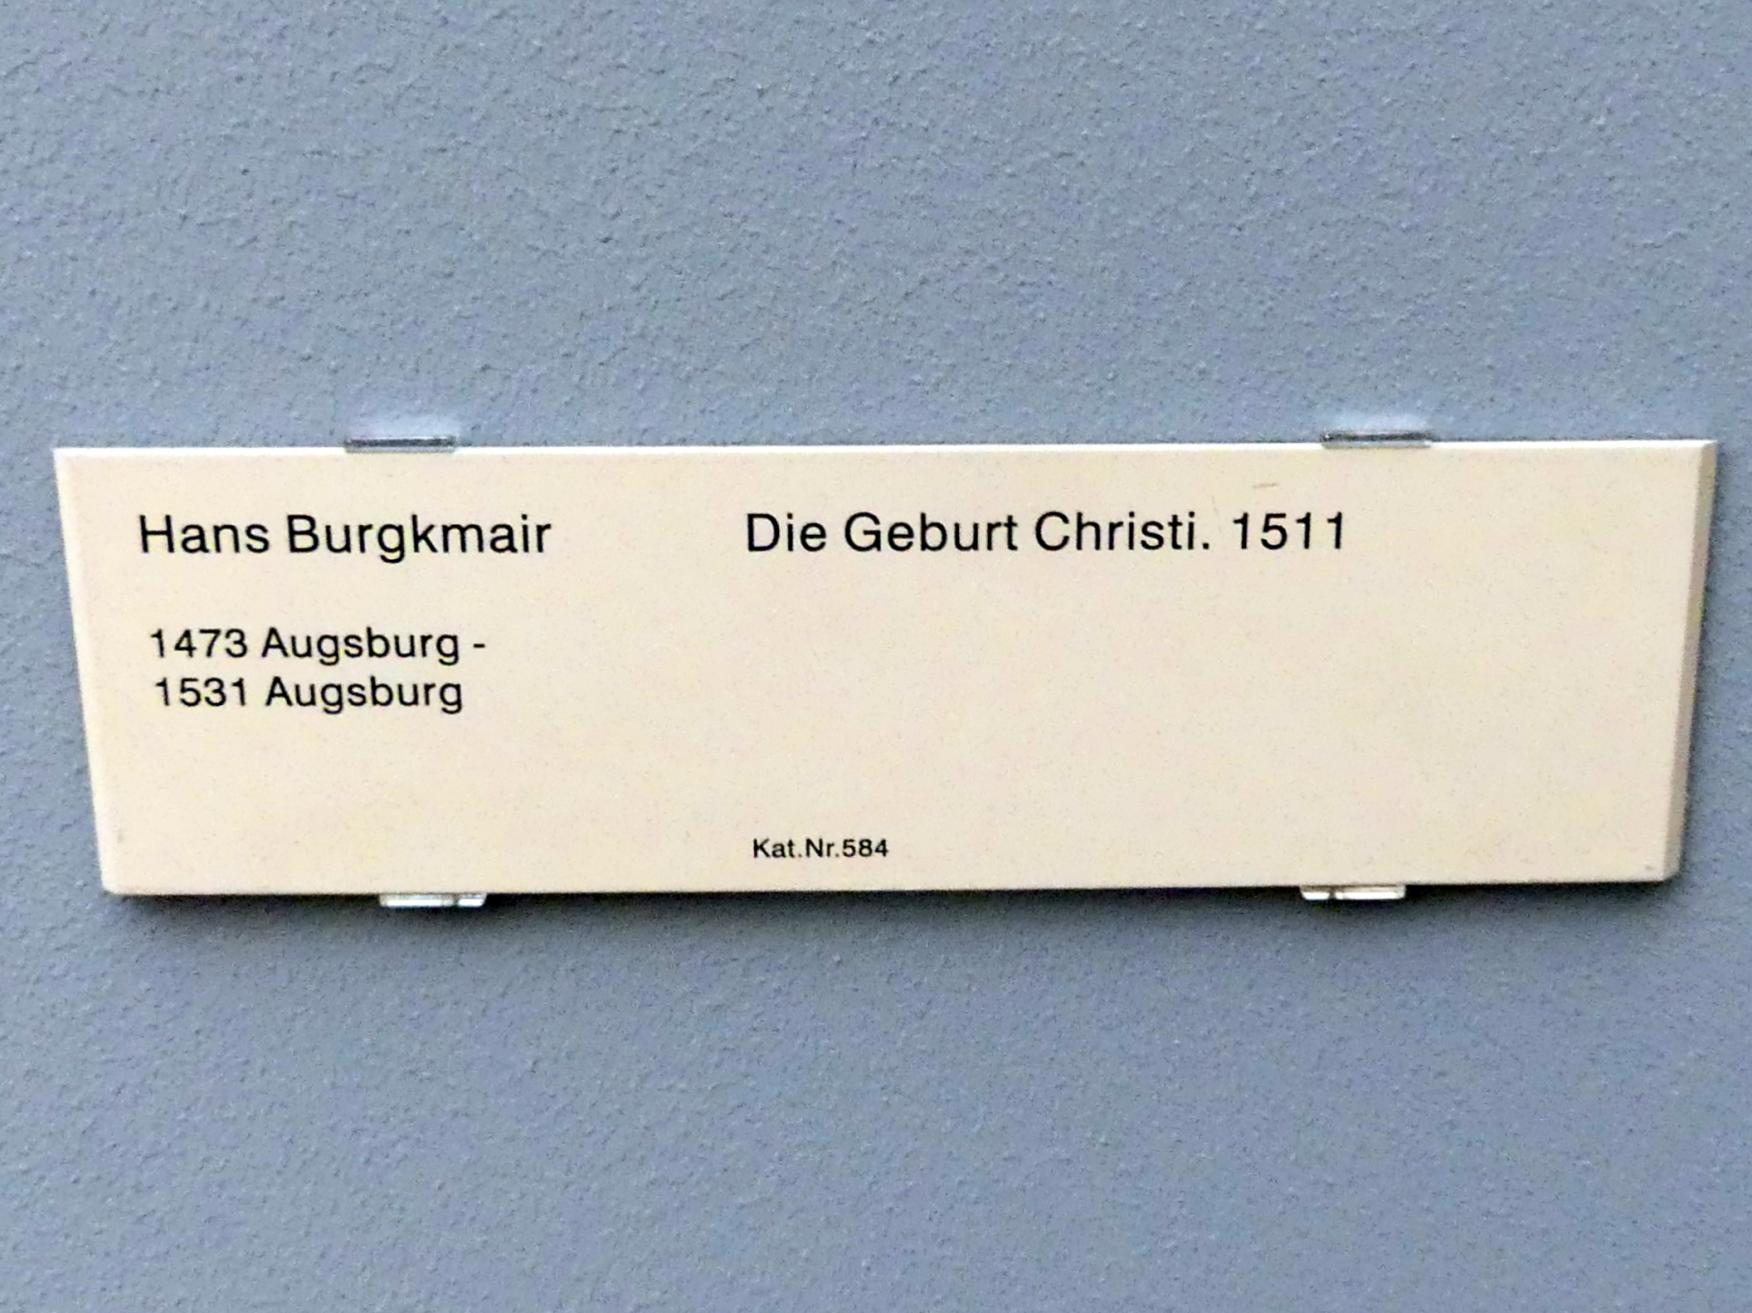 Hans Burgkmair
1473 Augsburg -
1531 Augsburg
Die Geburt Christi. 1511
Kat.Nr.584